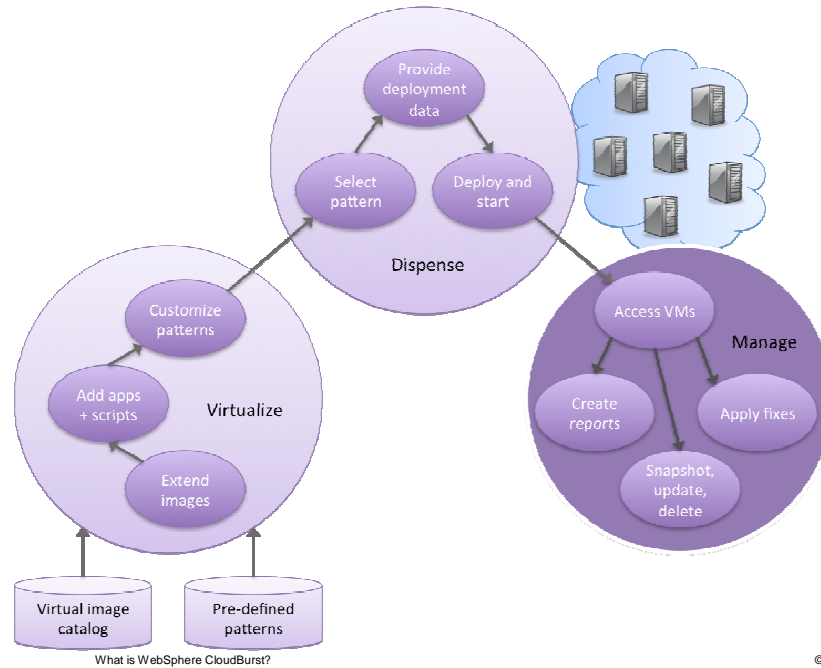 Provide
deployment
data
Select
pattern
Deploy and
start
Dispense
Customize
patterns
Add apps
+ scripts
Virtualize
Extend
images
Virtual image
catalog
Pre-defined
patterns
Access VMs
Manage
Create
reports
Apply fixes
Snapshot,
update,
delete
What is WebSphere CloudBurst?
©